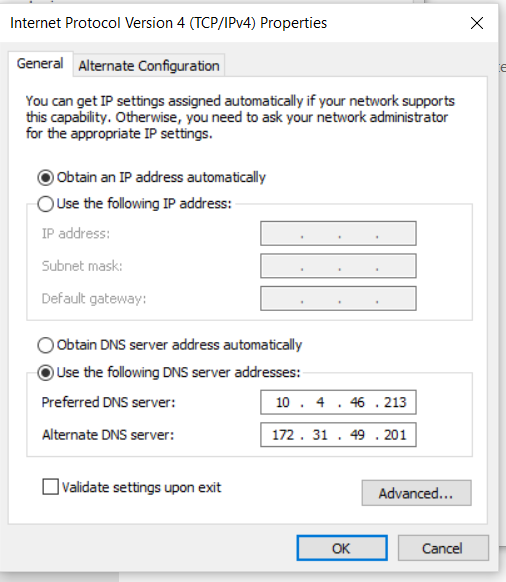 Internet Protocol Version 4 (TCP/IPv4) Properties
General
Alternate Configuration
You can get IP settings assigned automatically if your network supports
this capability. Otherwise, you need to ask your network administrator
for the appropriate IP settings.
Obtain an IP address automatically
Use the following IP address:
IP address: . . .
Subnet mask: . . .
Default gateway: . . .
Obtain DNS server address automatically
Use the following DNS server addresses:
Preferred DNS server: 10 . 4 . 46 . 213
Alternate DNS server: 172 . 31 . 49 . 201
Validate settings upon exit
Advanced...
OK
Cancel